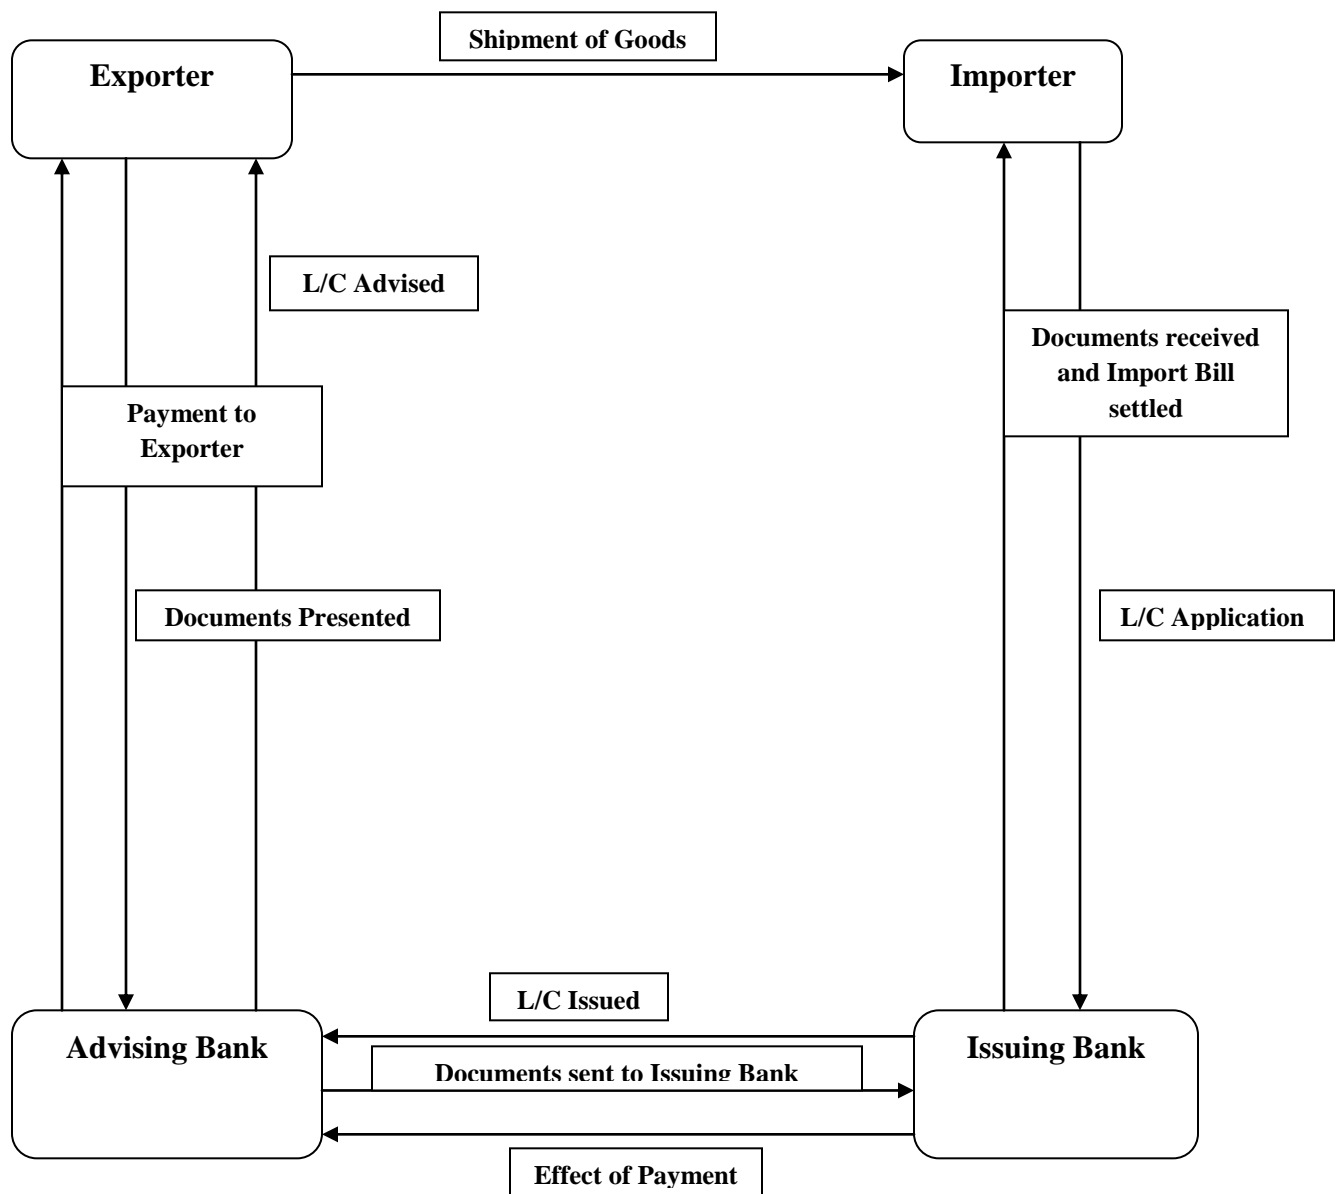 Shipment of Goods
Exporter
Importer
L/C Advised
Documents received
and Import Bill
settled
Payment to
Exporter
Documents Presented
L/C Application
L/C Issued
Advising Bank
Issuing Bank
Documents sent to Issuing Bank
Effect of Payment